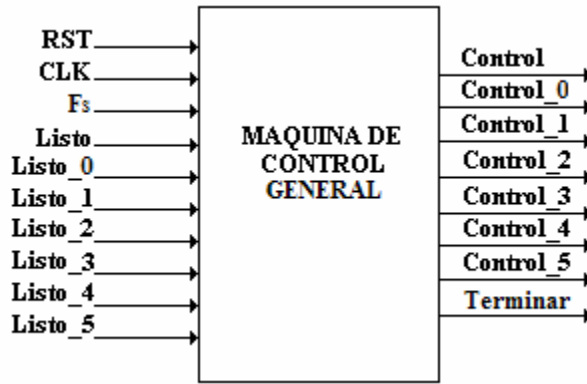 RST
CLK
Fs
Listo
Listo_0
Listo_1
Listo_2
Listo_3
Listo_4
Listo_5
MAQUINA DE
CONTROL
GENERAL
Control
Control_0
Control_1
Control_2
Control_3
Control_4
Control_5
Terminar